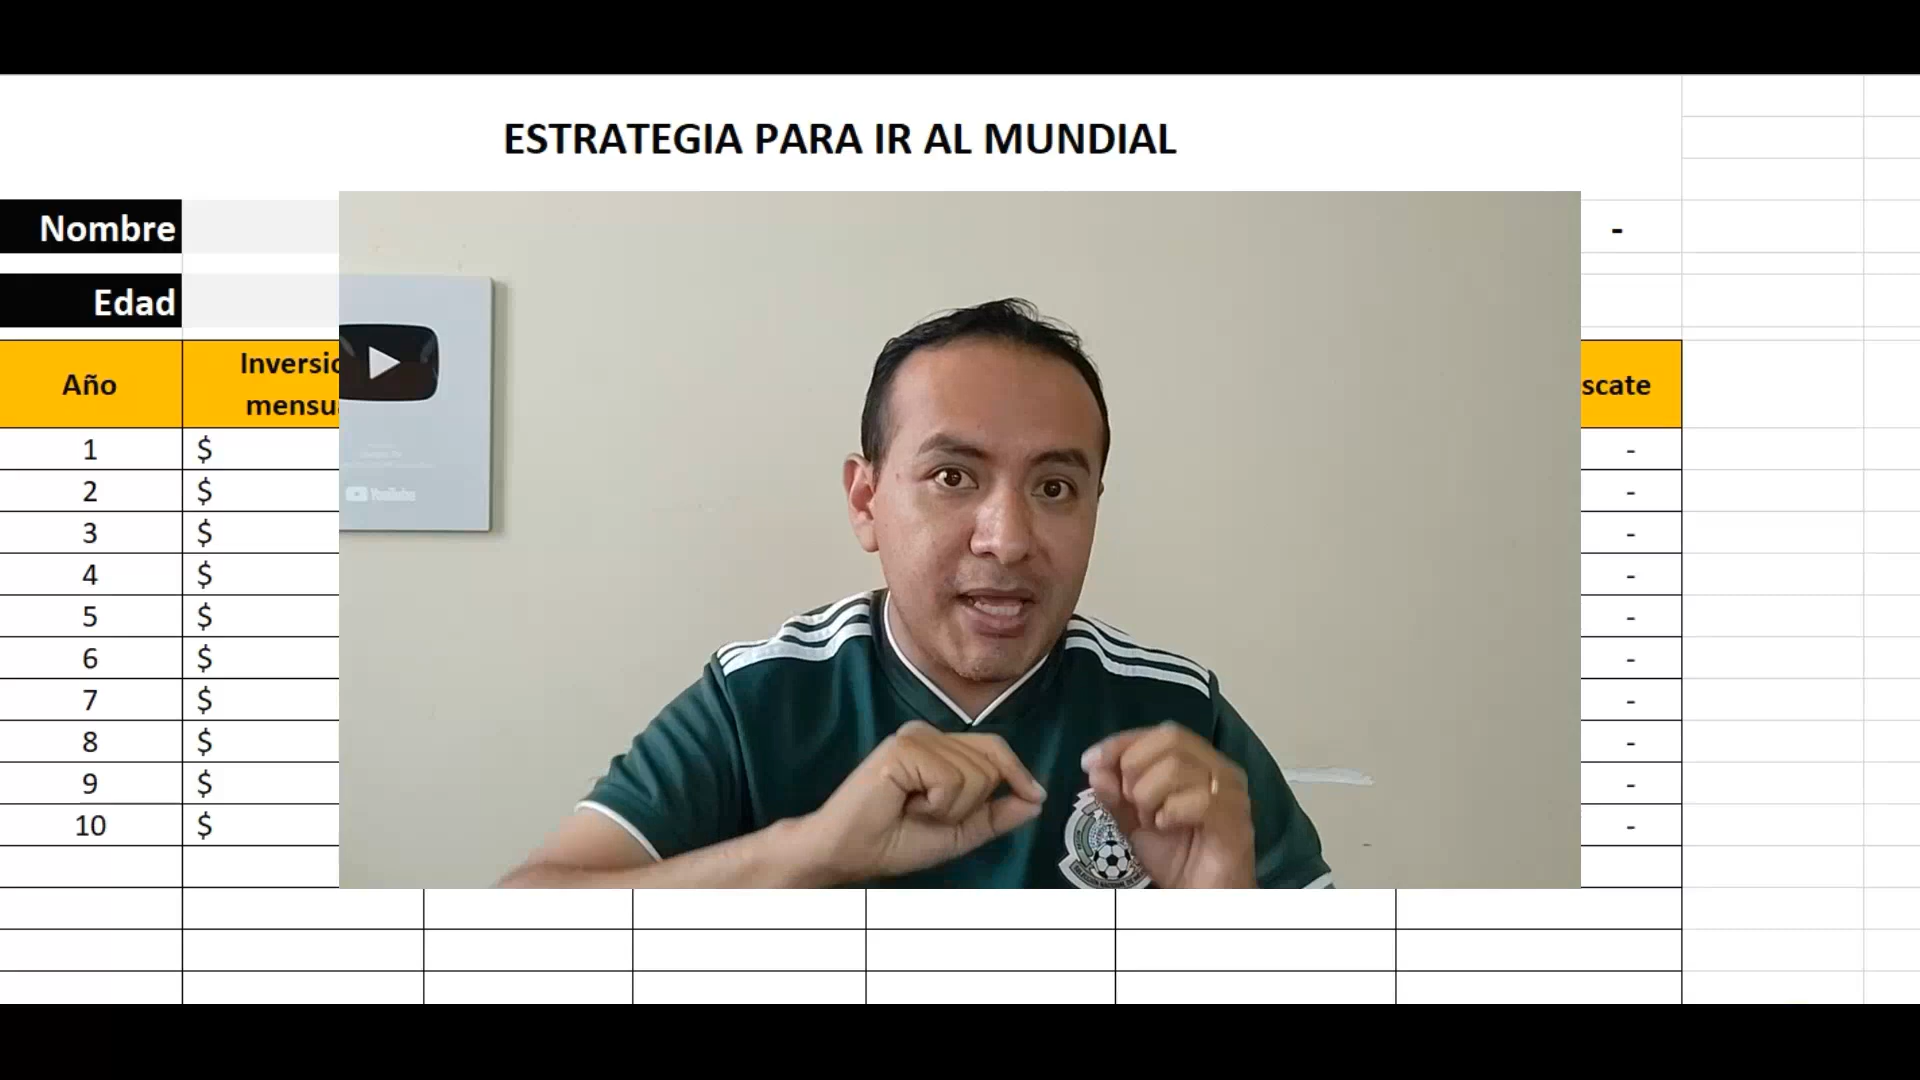 ESTRATEGIA PARA IR AL MUNDIAL
Nombre -
Edad
Año Inversió scate
mensu
1 $ -
2 $ -
3 $ -
4 $ -
5 $ -
6 $ -
7 $ -
8 $ -
9 $ -
10 $ -
YouTube